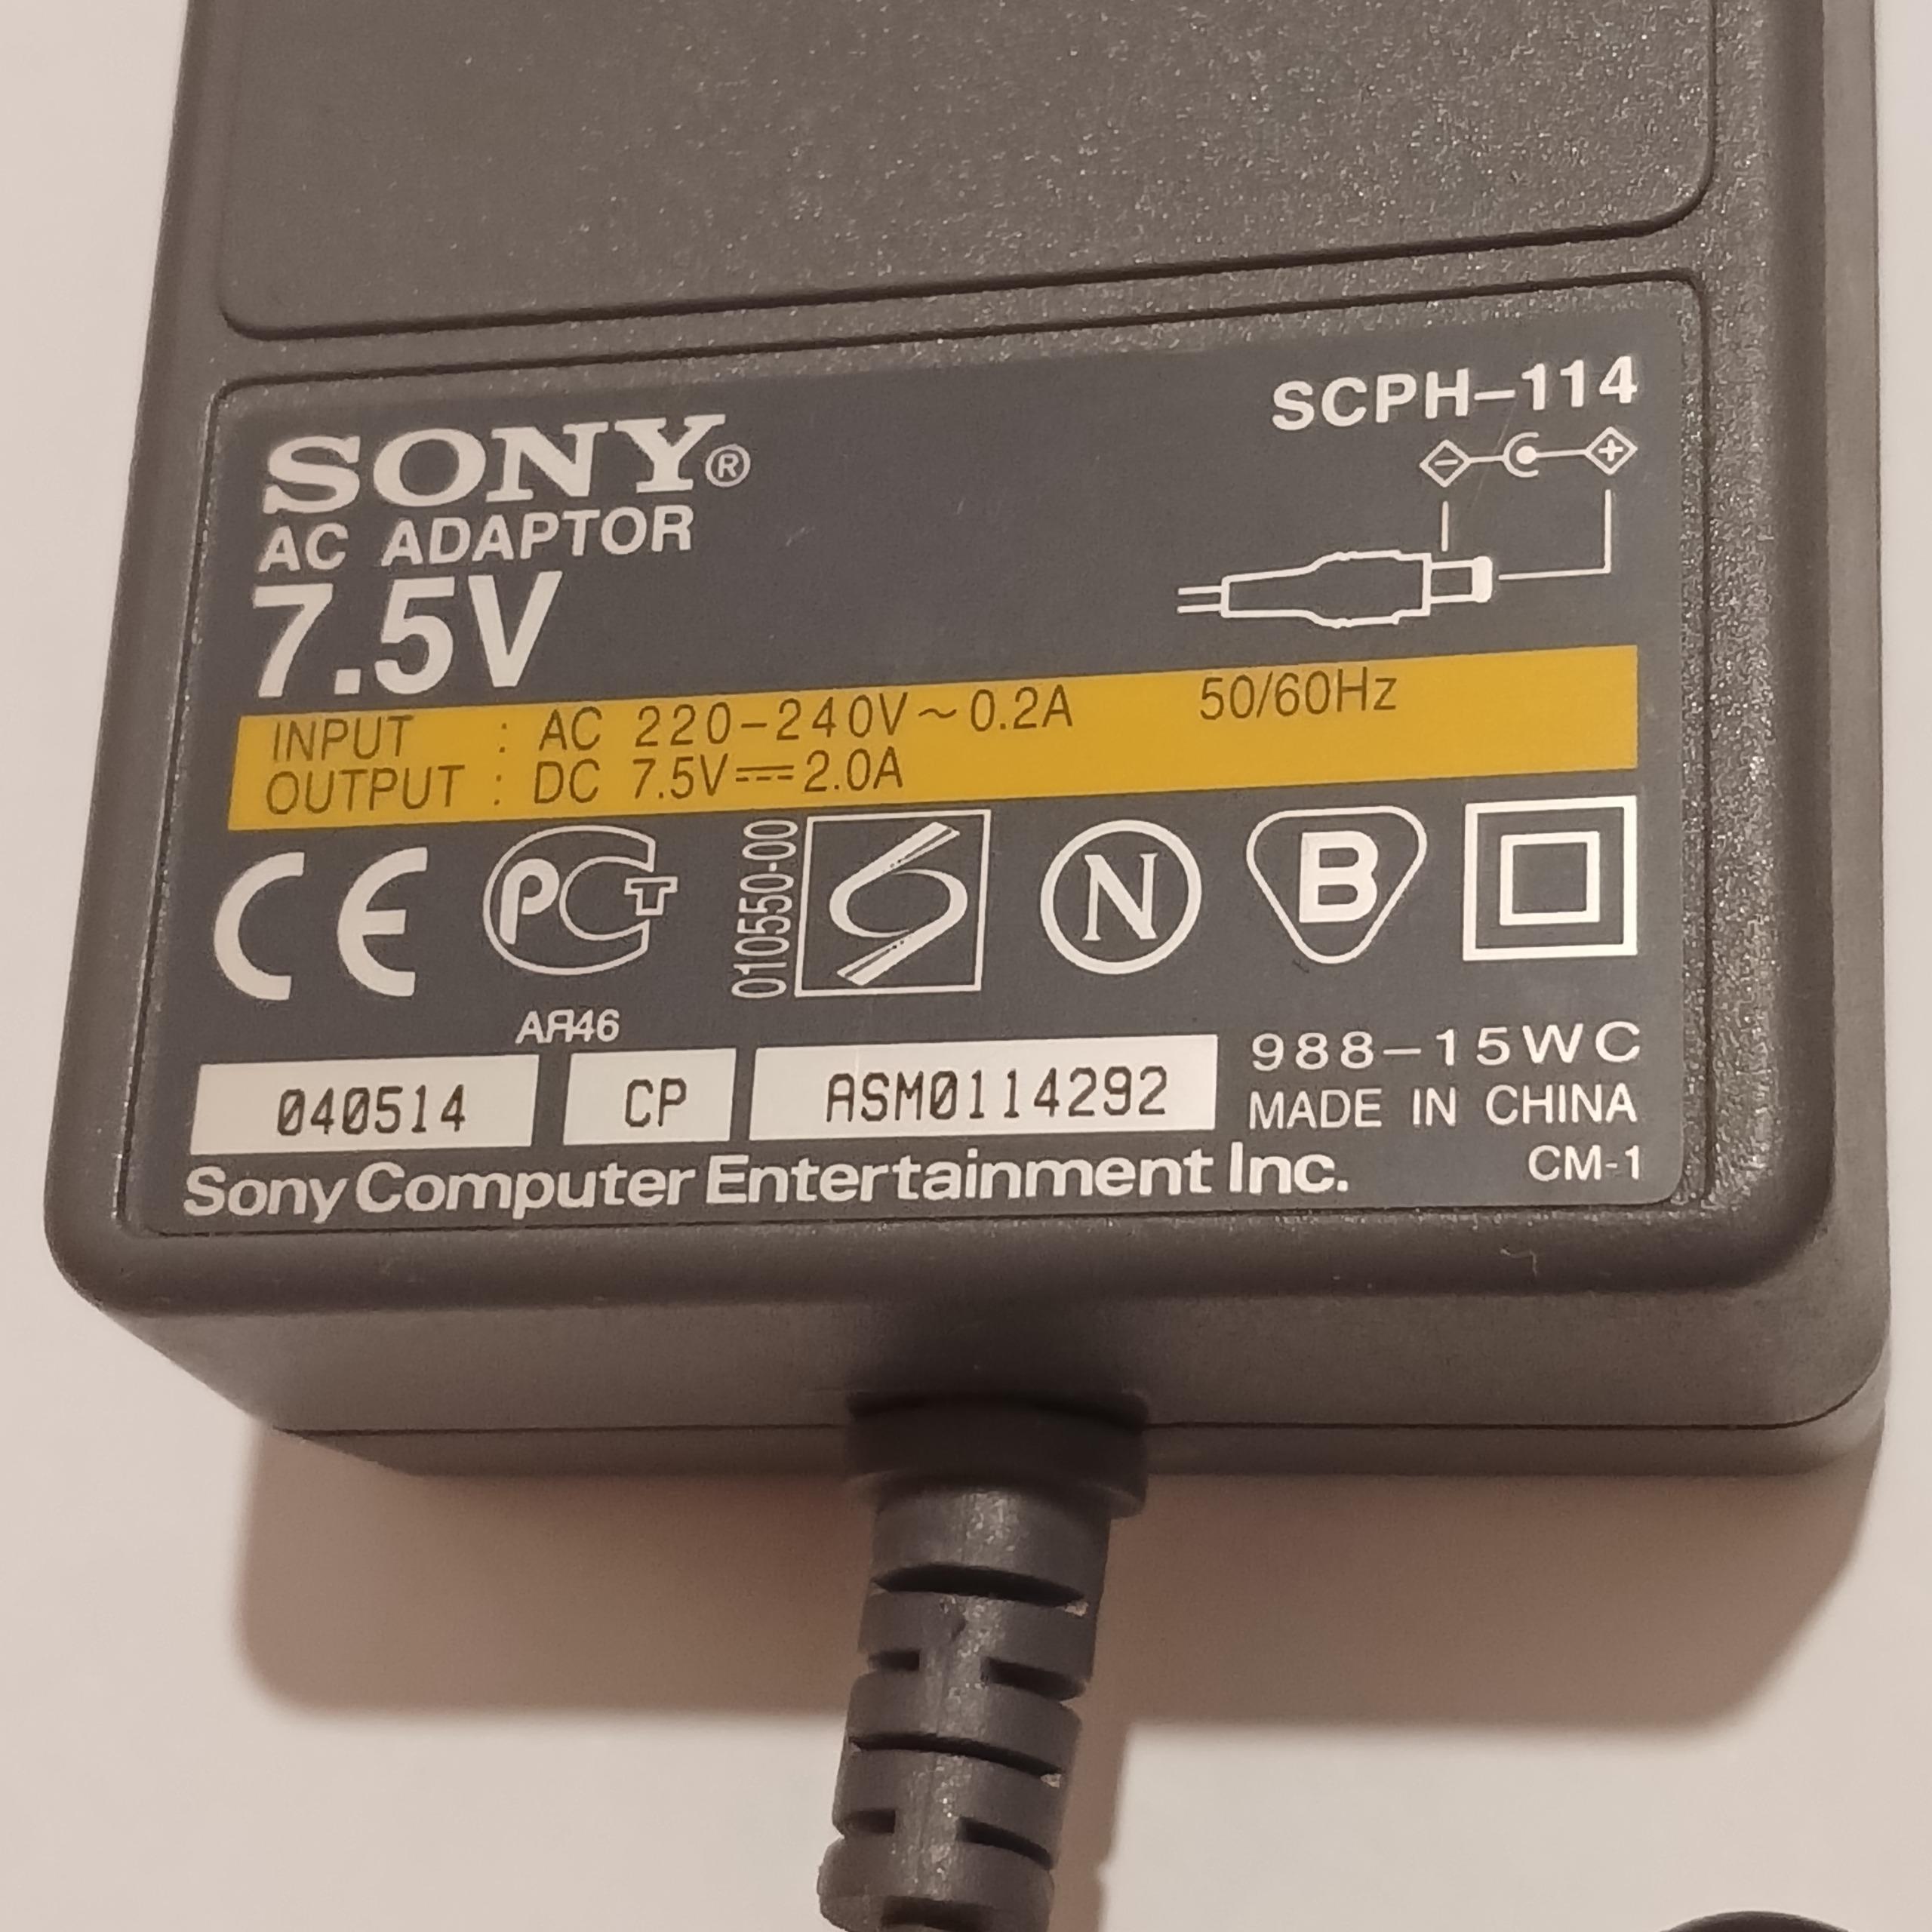 SONY®
SCPH-114
AC ADAPTOR
7.5V
INPUT : AC 220-240V~0.2A 50/60Hz
OUTPUT : DC 7.5V⎓2.0A
CE
PCT
010550-00
S
N
B
АЯ46
040514
CP
ASM0114292
988-15WC
MADE IN CHINA
CM-1
Sony Computer Entertainment Inc.